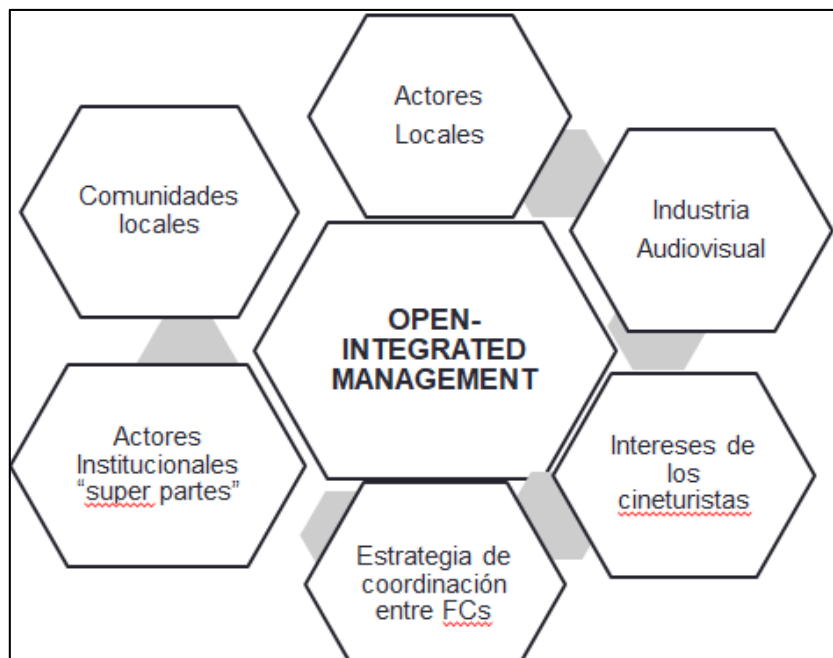 Actores
Locales
Comunidades
locales
Industria
Audiovisual
OPEN-
INTEGRATED
MANAGEMENT
Actores
Institucionales
“super partes”
Intereses de
los
cineturistas
Estrategia de
coordinación
entre FCs